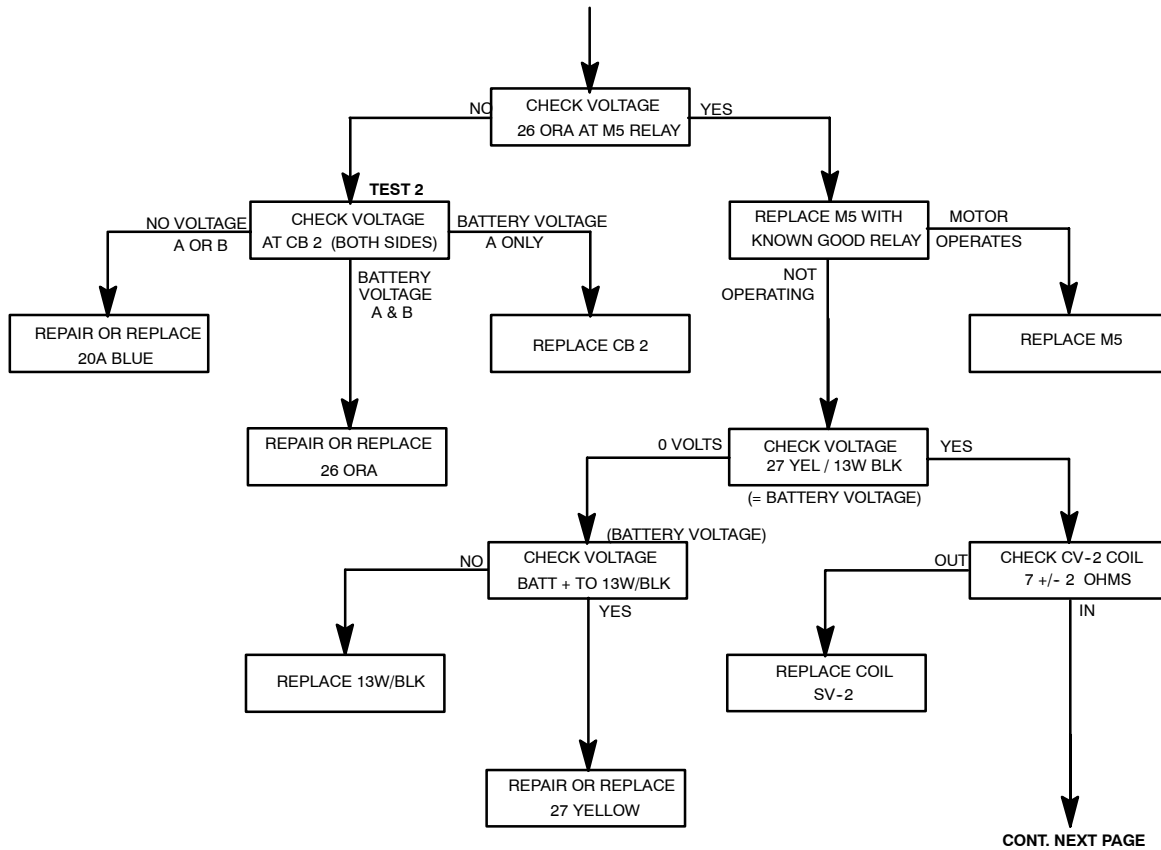 NO
CHECK VOLTAGE
26 ORA AT M5 RELAY
YES
TEST 2
NO VOLTAGE
A OR B
CHECK VOLTAGE
AT CB 2 (BOTH SIDES)
BATTERY VOLTAGE
A ONLY
REPLACE M5 WITH
KNOWN GOOD RELAY
MOTOR
OPERATES
BATTERY
VOLTAGE
A & B
NOT
OPERATING
REPAIR OR REPLACE
20A BLUE
REPLACE CB 2
REPLACE M5
REPAIR OR REPLACE
26 ORA
0 VOLTS
CHECK VOLTAGE
27 YEL / 13W BLK
YES
(= BATTERY VOLTAGE)
(BATTERY VOLTAGE)
NO
CHECK VOLTAGE
BATT + TO 13W/BLK
YES
OUT
CHECK CV-2 COIL
7 +/- 2 OHMS
IN
REPLACE 13W/BLK
REPLACE COIL
SV-2
REPAIR OR REPLACE
27 YELLOW
CONT. NEXT PAGE